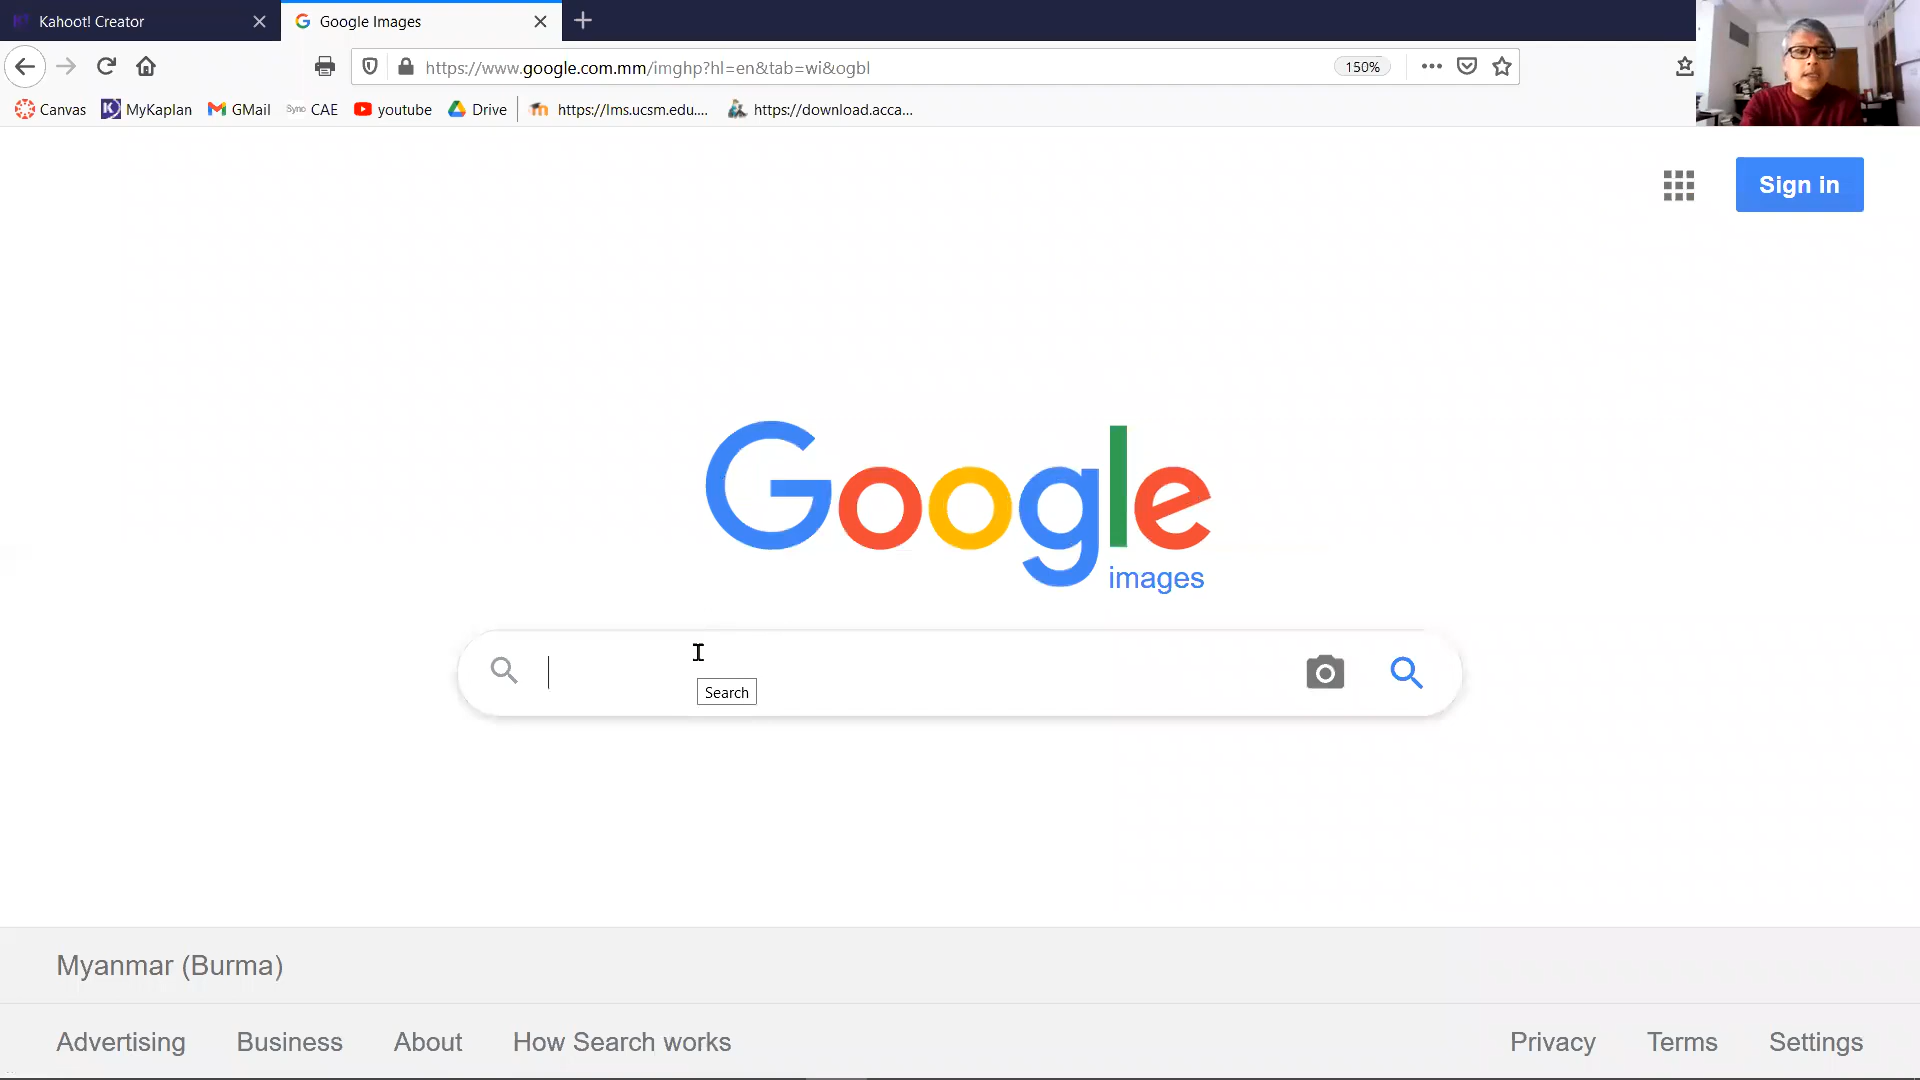 Kahoot! Creator
Google Images
https://www.google.com.mm/imghp?hl=en&tab=wi&ogbl
150%
Canvas
MyKaplan
GMail
Sync CAE
youtube
Drive
https://lms.ucsm.edu....
https://download.acca...
Sign in
Google
images
Search
Myanmar (Burma)
Advertising
Business
About
How Search works
Privacy
Terms
Settings